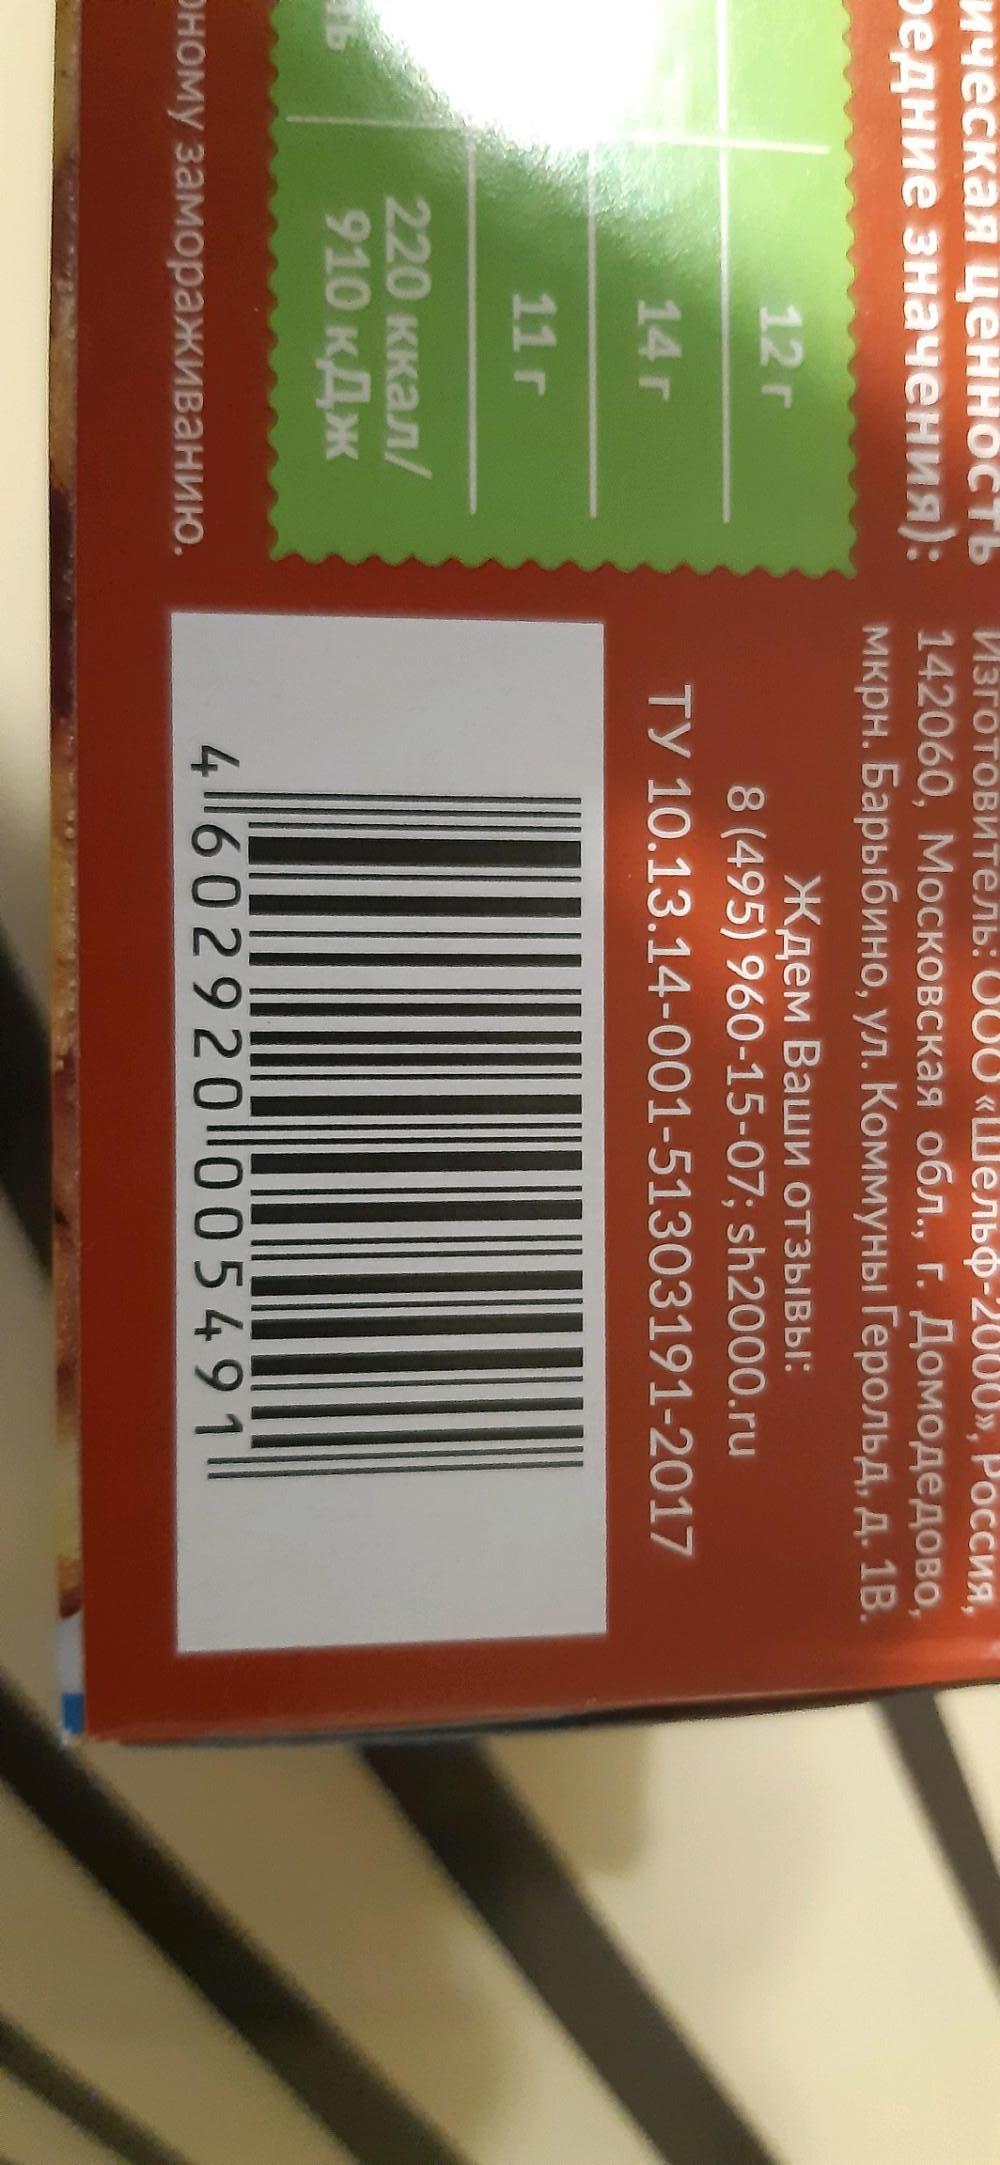 ическая ценность
редние значения):
12 г
14 г
11 г
220 ккал/
910 кДж
ному замораживанию.
Изготовитель: ООО «Шельф-2000», Россия,
142060, Московская обл., г. Домодедово,
мкрн. Барыбино, ул. Коммуны Герольд, д. 1В.
Ждем Ваши отзывы:
8 (495) 960-15-07; sh2000.ru
ТУ 10.13.14-001-51303191-2017
4 602920 005491